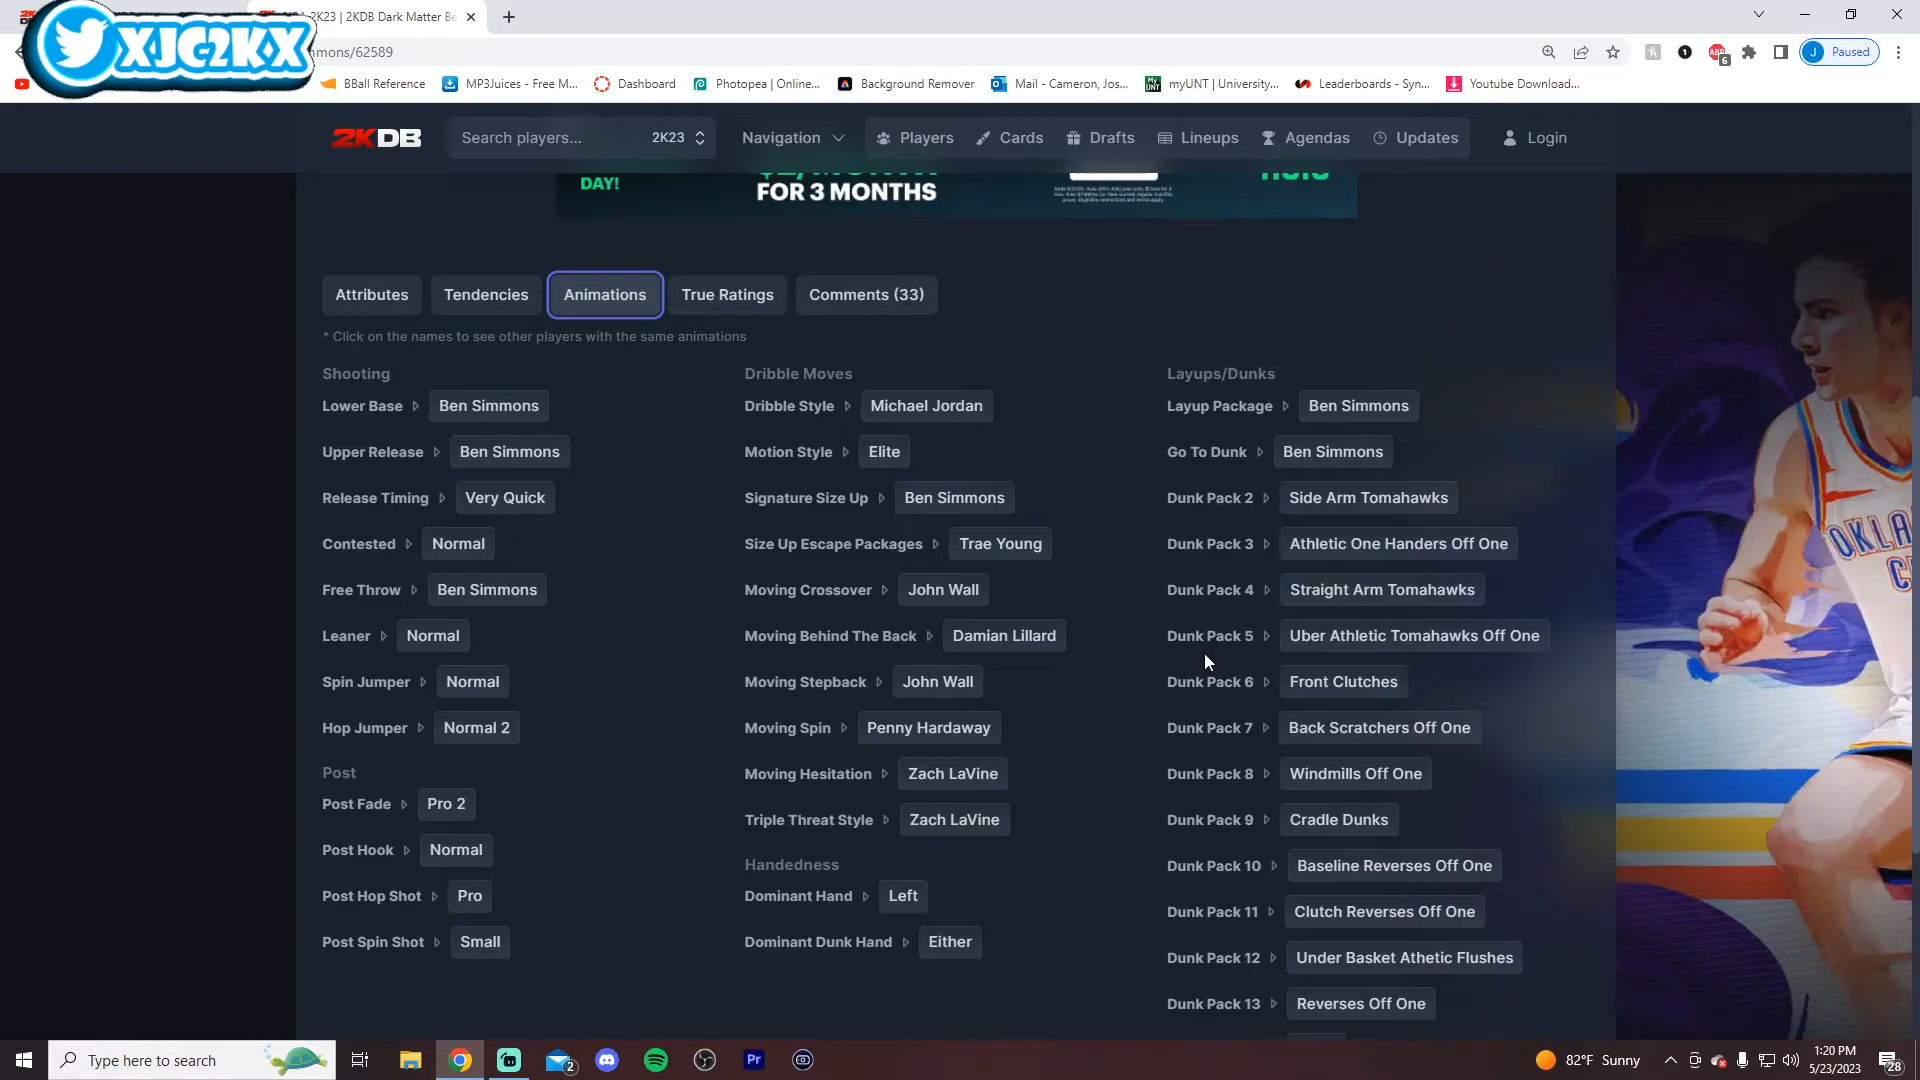 XJC2KX
2K23 | 2KDB Dark Matter Be
mmons/62589
ABP
6
J Paused
BBall Reference
MP3Juices - Free M...
Dashboard
Photopea | Online...
Background Remover
Mail - Cameron, Jos...
myUNT | University...
Leaderboards - Syn...
Youtube Download...
2KDB
Search players...
2K23
Navigation
Players
Cards
Drafts
Lineups
Agendas
Updates
Login
DAY!
FOR 3 MONTHS
Attributes
Tendencies
Animations
True Ratings
Comments (33)
* Click on the names to see other players with the same animations
Shooting
Lower Base Ben Simmons
Upper Release Ben Simmons
Release Timing Very Quick
Contested Normal
Free Throw Ben Simmons
Leaner Normal
Spin Jumper Normal
Hop Jumper Normal 2
Post
Post Fade Pro 2
Post Hook Normal
Post Hop Shot Pro
Post Spin Shot Small
Dribble Moves
Dribble Style Michael Jordan
Motion Style Elite
Signature Size Up Ben Simmons
Size Up Escape Packages Trae Young
Moving Crossover John Wall
Moving Behind The Back Damian Lillard
Moving Stepback John Wall
Moving Spin Penny Hardaway
Moving Hesitation Zach LaVine
Triple Threat Style Zach LaVine
Handedness
Dominant Hand Left
Dominant Dunk Hand Either
Layups/Dunks
Layup Package Ben Simmons
Go To Dunk Ben Simmons
Dunk Pack 2 Side Arm Tomahawks
Dunk Pack 3 Athletic One Handers Off One
Dunk Pack 4 Straight Arm Tomahawks
Dunk Pack 5 Uber Athletic Tomahawks Off One
Dunk Pack 6 Front Clutches
Dunk Pack 7 Back Scratchers Off One
Dunk Pack 8 Windmills Off One
Dunk Pack 9 Cradle Dunks
Dunk Pack 10 Baseline Reverses Off One
Dunk Pack 11 Clutch Reverses Off One
Dunk Pack 12 Under Basket Athetic Flushes
Dunk Pack 13 Reverses Off One
OKLA
C
Type here to search
2
Pr
82°F Sunny
1:20 PM
5/23/2023
28